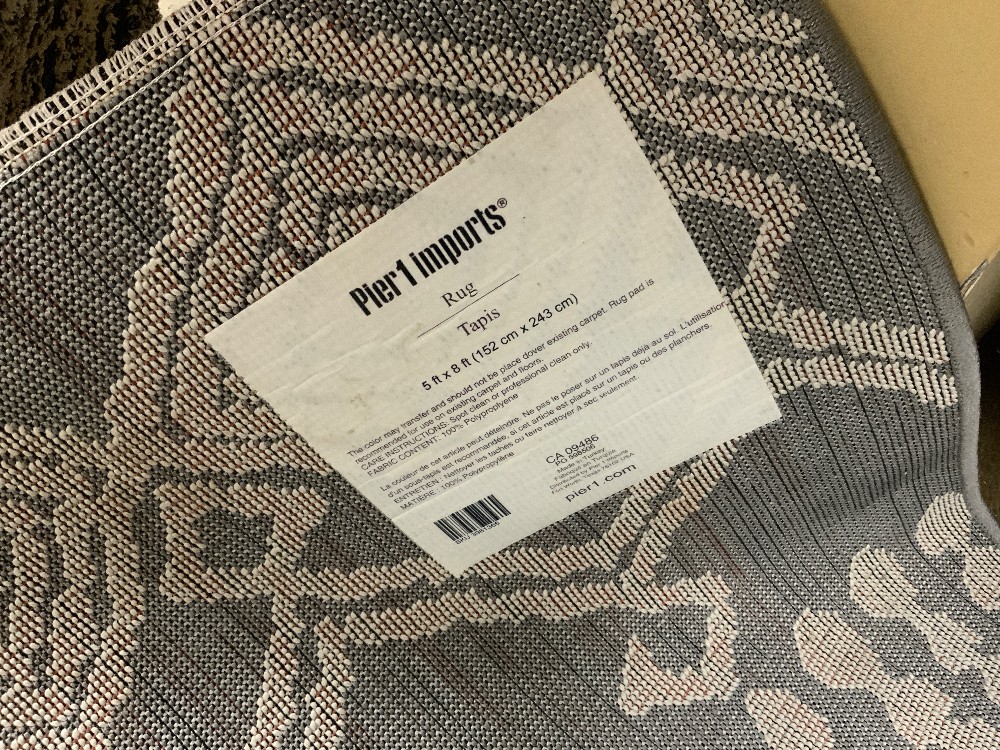 Pier1 imports®
Rug
Tapis
5 ft x 8 ft (152 cm x 243 cm)
The color may transfer and should not be place dover existing carpet. Rug pad is
recommended for use on existing carpet and floors.
CARE INSTRUCTIONS: Spot clean or professional clean only.
FABRIC CONTENT: 100% Polyproplyene
La couleur de cet article peut déteindre. Ne pas le poser sur un tapis déjà au sol. L'utilisation
d'un sous-tapis est recommandée, si cet article est placé sur un tapis ou des planchers.
ENTRETIEN : Nettoyer les taches ou faire nettoyer à sec seulement.
MATIÈRE : 100% Polypropylène
CA 09486
Made in Turkey
pier1.com